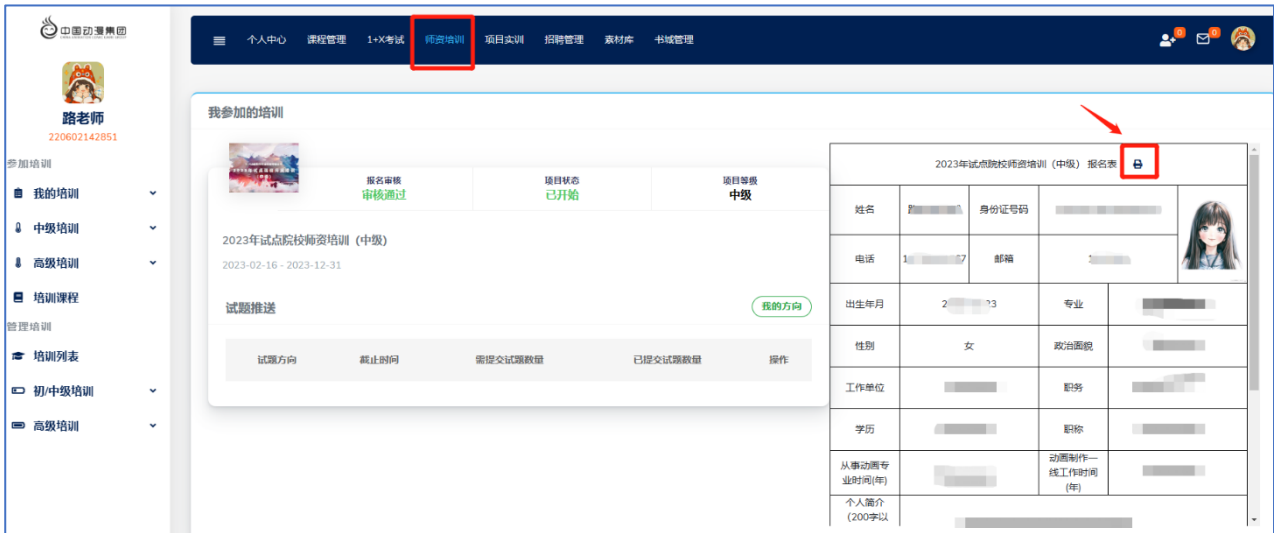 中国动漫集团
个人中心 课程管理 1+X考试 师资培训 项目实训 招聘管理 素材库 书城管理
0 0
路老师
220602142851
参加培训
我的培训
中级培训
高级培训
培训课程
管理培训
培训列表
初/中级培训
高级培训
我参加的培训
报名审核 项目状态 项目等级
审核通过 已开始 中级
2023年试点院校师资培训（中级）
2023-02-16 - 2023-12-31
试题推送 我的方向
试题方向 截止时间 需提交试题数量 已提交试题数量 操作
2023年试点院校师资培训（中级） 报名表
姓名 身份证号码
电话 邮箱
出生年月 专业
性别 女 政治面貌
工作单位 职务
学历 职称
从事动画专
业时间(年)
动画制作一
线工作时间
(年)
个人简介
（200字以